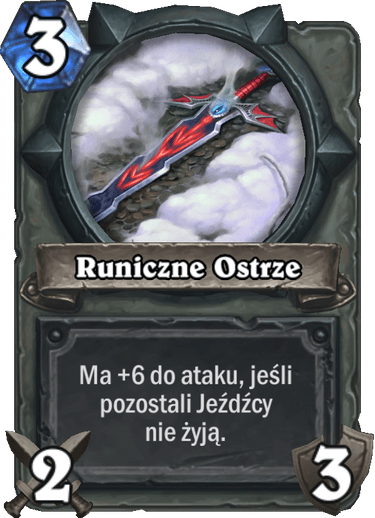 3
Runiczne Ostrze
Ma +6 do ataku, jeśli
pozostali Jeźdźcy
nie żyją.
2
3